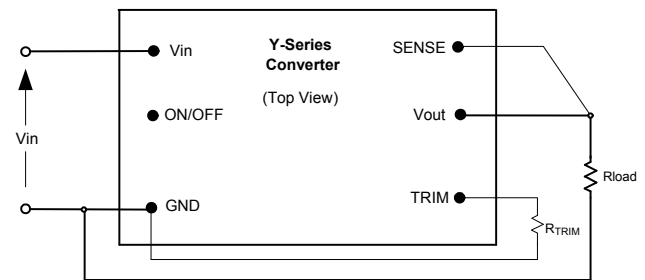 Y-Series
Converter
(Top View)
Vin
SENSE
ON/OFF
Vout
Vin
GND
TRIM
Rload
RTRIM